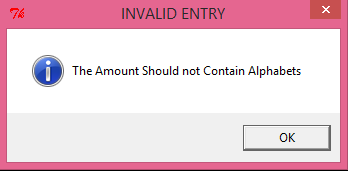 INVALID ENTRY
The Amount Should not Contain Alphabets
OK